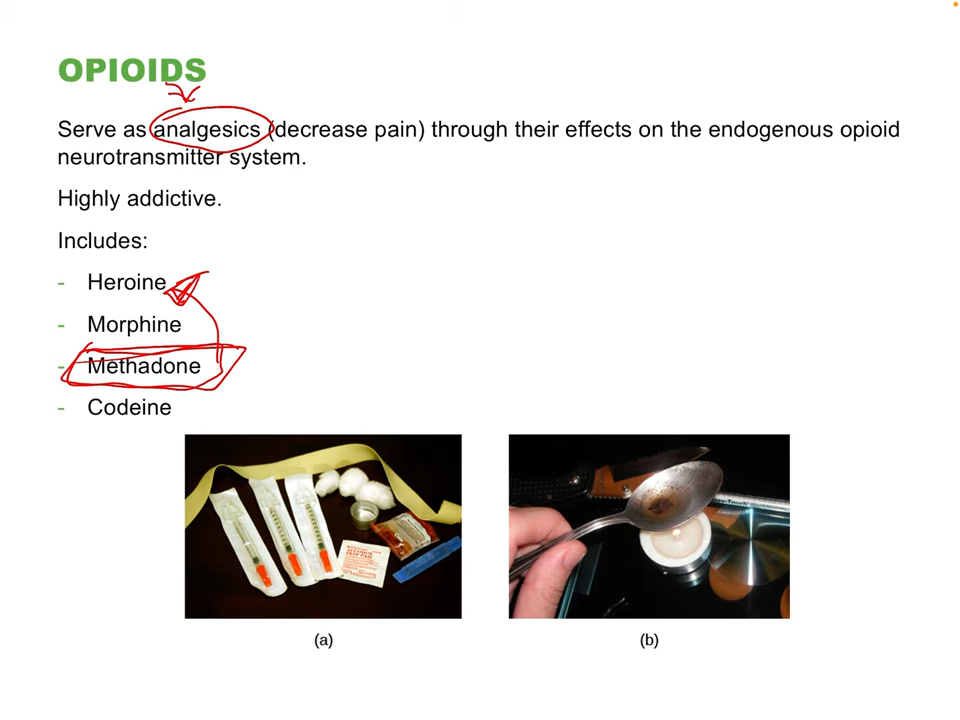 OPIOIDS
Serve as analgesics (decrease pain) through their effects on the endogenous opioid
neurotransmitter system.
Highly addictive.
Includes:
- Heroine
- Morphine
- Methadone
- Codeine
(a)
(b)